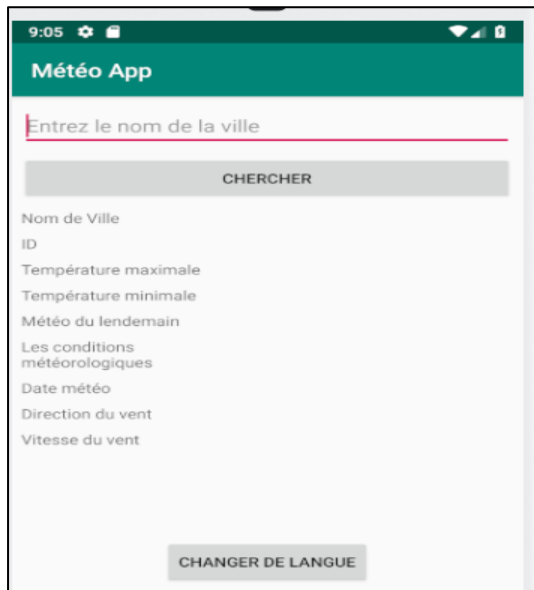 9:05
Météo App
Entrez le nom de la ville
CHERCHER
Nom de Ville
ID
Température maximale
Température minimale
Météo du lendemain
Les conditions
météorologiques
Date météo
Direction du vent
Vitesse du vent
CHANGER DE LANGUE